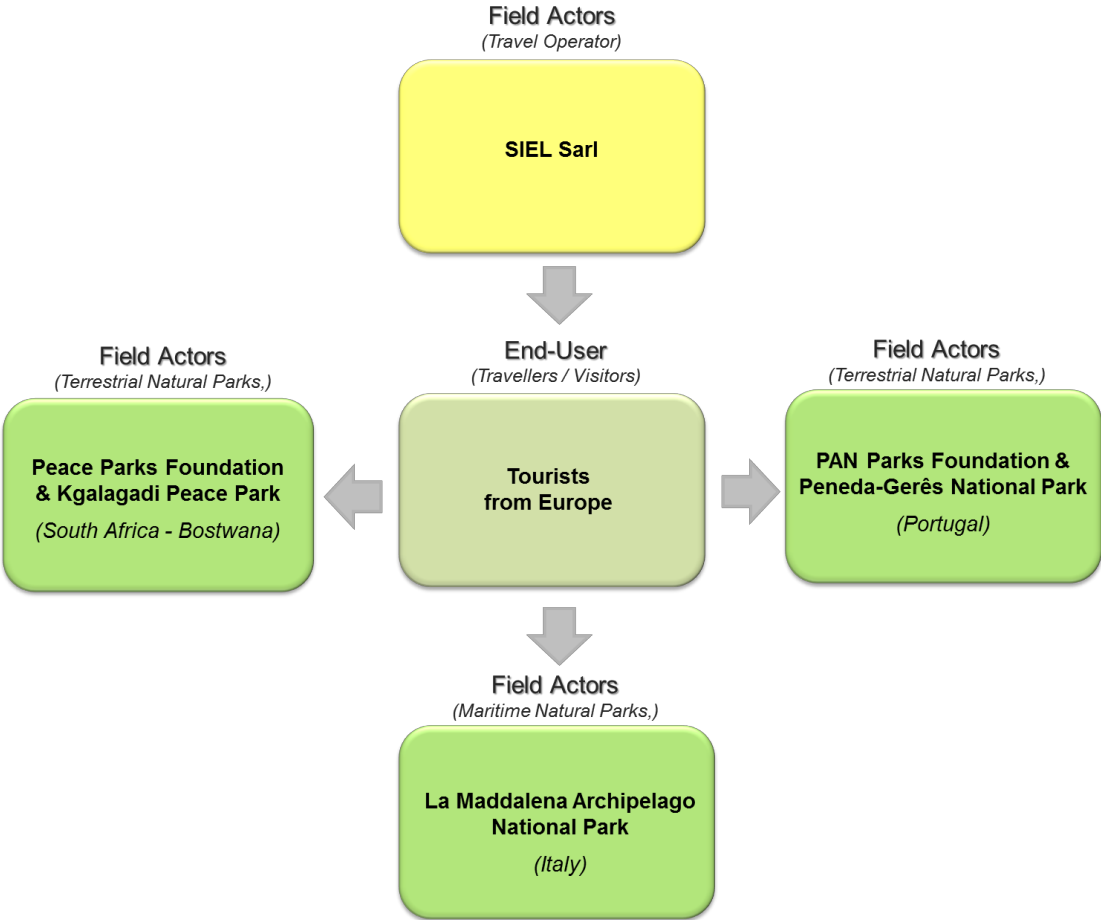 Field Actors
(Travel Operator)
SIEL Sarl
Field Actors
(Terrestrial Natural Parks,)
Peace Parks Foundation
& Kgalagadi Peace Park
(South Africa - Bostwana)
End-User
(Travellers / Visitors)
Tourists
from Europe
Field Actors
(Terrestrial Natural Parks,)
PAN Parks Foundation &
Peneda-Gerês National Park
(Portugal)
Field Actors
(Maritime Natural Parks,)
La Maddalena Archipelago
National Park
(Italy)